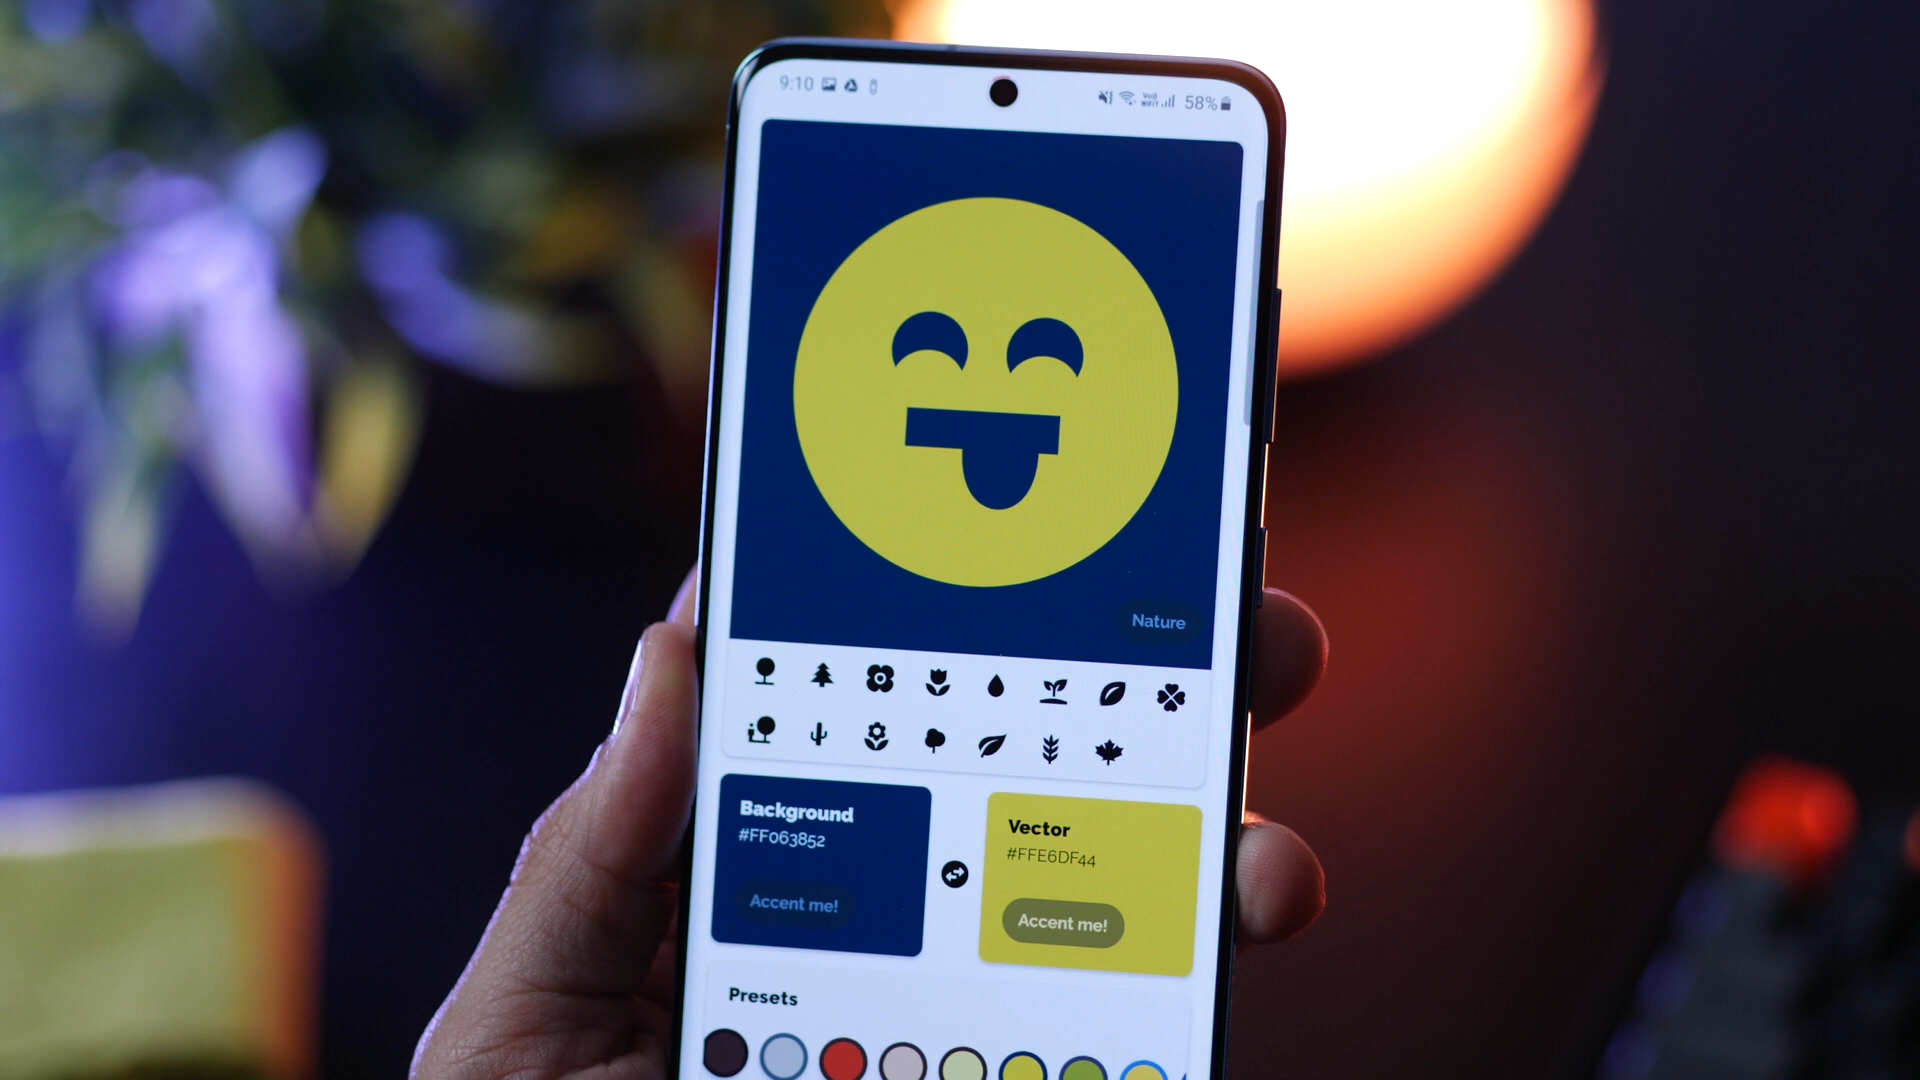 9:10
58%
Nature
Background
#FF063852
Accent me!
Vector
#FFE6DF44
Accent me!
Presets